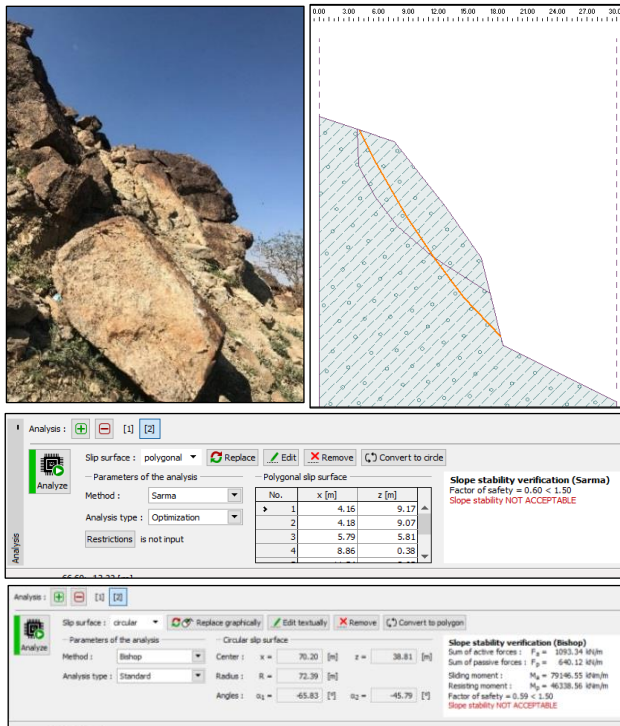 0.00 3.00 6.00 9.00 12.00 15.00 18.00 21.00 24.00 27.00 30.0
Analysis : [1] [2]
Analyze
Slip surface : polygonal Replace Edit Remove Convert to circle
Parameters of the analysis
Method : Sarma
Analysis type : Optimization
Restrictions is not input
Polygonal slip surface
No. x [m] z [m]
1 4.16 9.17
2 4.18 9.07
3 5.79 5.81
4 8.86 0.38
Slope stability verification (Sarma)
Factor of safety = 0.60 < 1.50
Slope stability NOT ACCEPTABLE
Analysis
Analysis : [1] [2]
Analyze
Slip surface : circular Replace graphically Edit textually Remove Convert to polygon
Parameters of the analysis
Method : Bishop
Analysis type : Standard
Circular slip surface
Center : x = 70.20 [m] z = 38.81 [m]
Radius : R = 72.39 [m]
Angles : α1 = -65.83 [°] α2 = -45.79 [°]
Slope stability verification (Bishop)
Sum of active forces : Fa = 1093.34 kN/m
Sum of passive forces : Fp = 640.12 kN/m
Sliding moment : Ma = 79146.55 kNm/m
Resisting moment : Mp = 46338.56 kNm/m
Factor of safety = 0.59 < 1.50
Slope stability NOT ACCEPTABLE